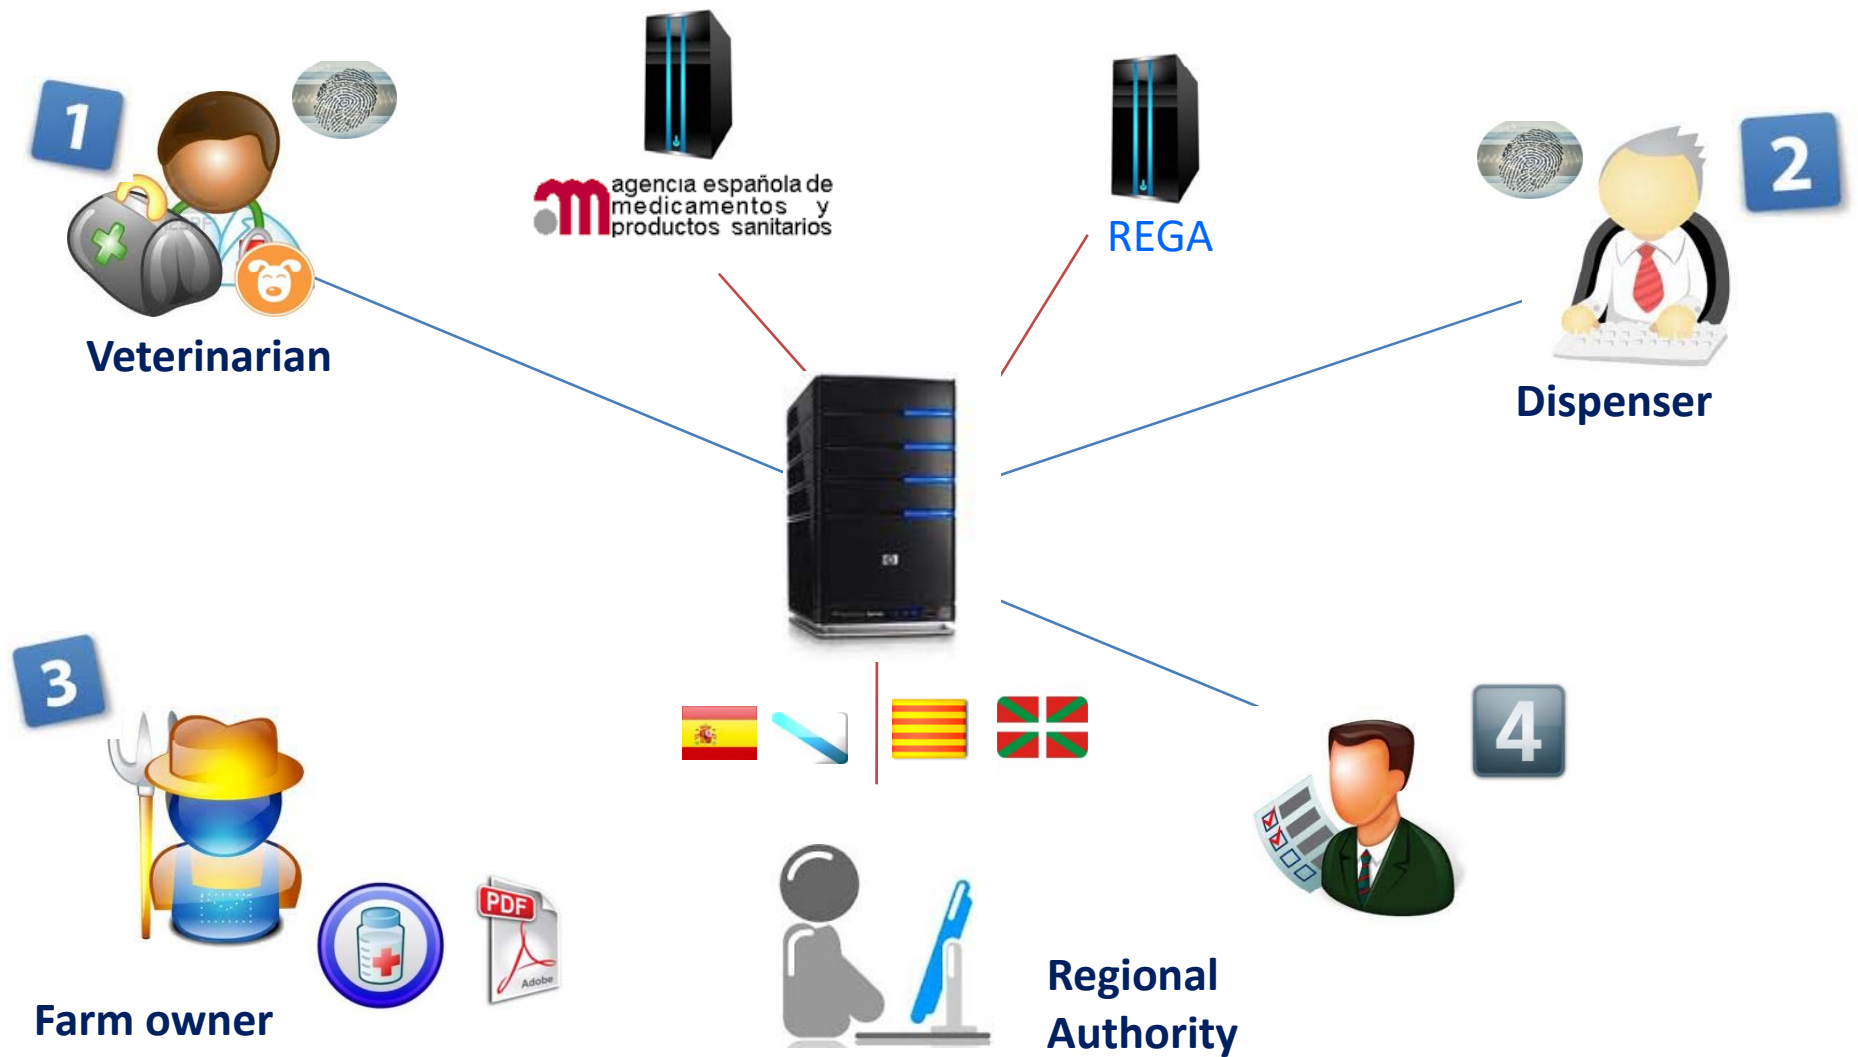 1
agencia española de
medicamentos y
productos sanitarios
REGA
2
Veterinarian
Dispenser
3
4
PDF
Adobe
Farm owner
Regional
Authority